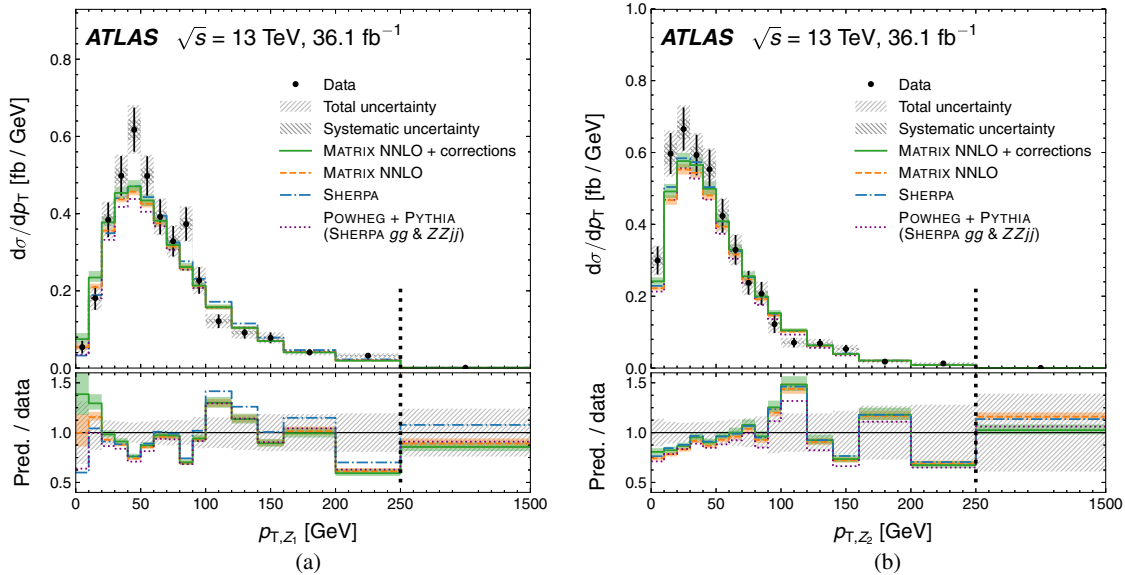 ATLAS √s = 13 TeV, 36.1 fb⁻¹
Data
Total uncertainty
Systematic uncertainty
MATRIX NNLO + corrections
MATRIX NNLO
SHERPA
POWHEG + PYTHIA
(SHERPA gg & ZZjj)
dσ/dpT [fb / GeV]
0.8
0.6
0.4
0.2
0.0
Pred. / data
1.5
1.0
0.5
0 50 100 150 200 250 1500
pT,Z1 [GeV]
(a)
ATLAS √s = 13 TeV, 36.1 fb⁻¹
Data
Total uncertainty
Systematic uncertainty
MATRIX NNLO + corrections
MATRIX NNLO
SHERPA
POWHEG + PYTHIA
(SHERPA gg & ZZjj)
dσ/dpT [fb / GeV]
1.0
0.8
0.6
0.4
0.2
0.0
Pred. / data
1.5
1.0
0.5
0 50 100 150 200 250 1500
pT,Z2 [GeV]
(b)